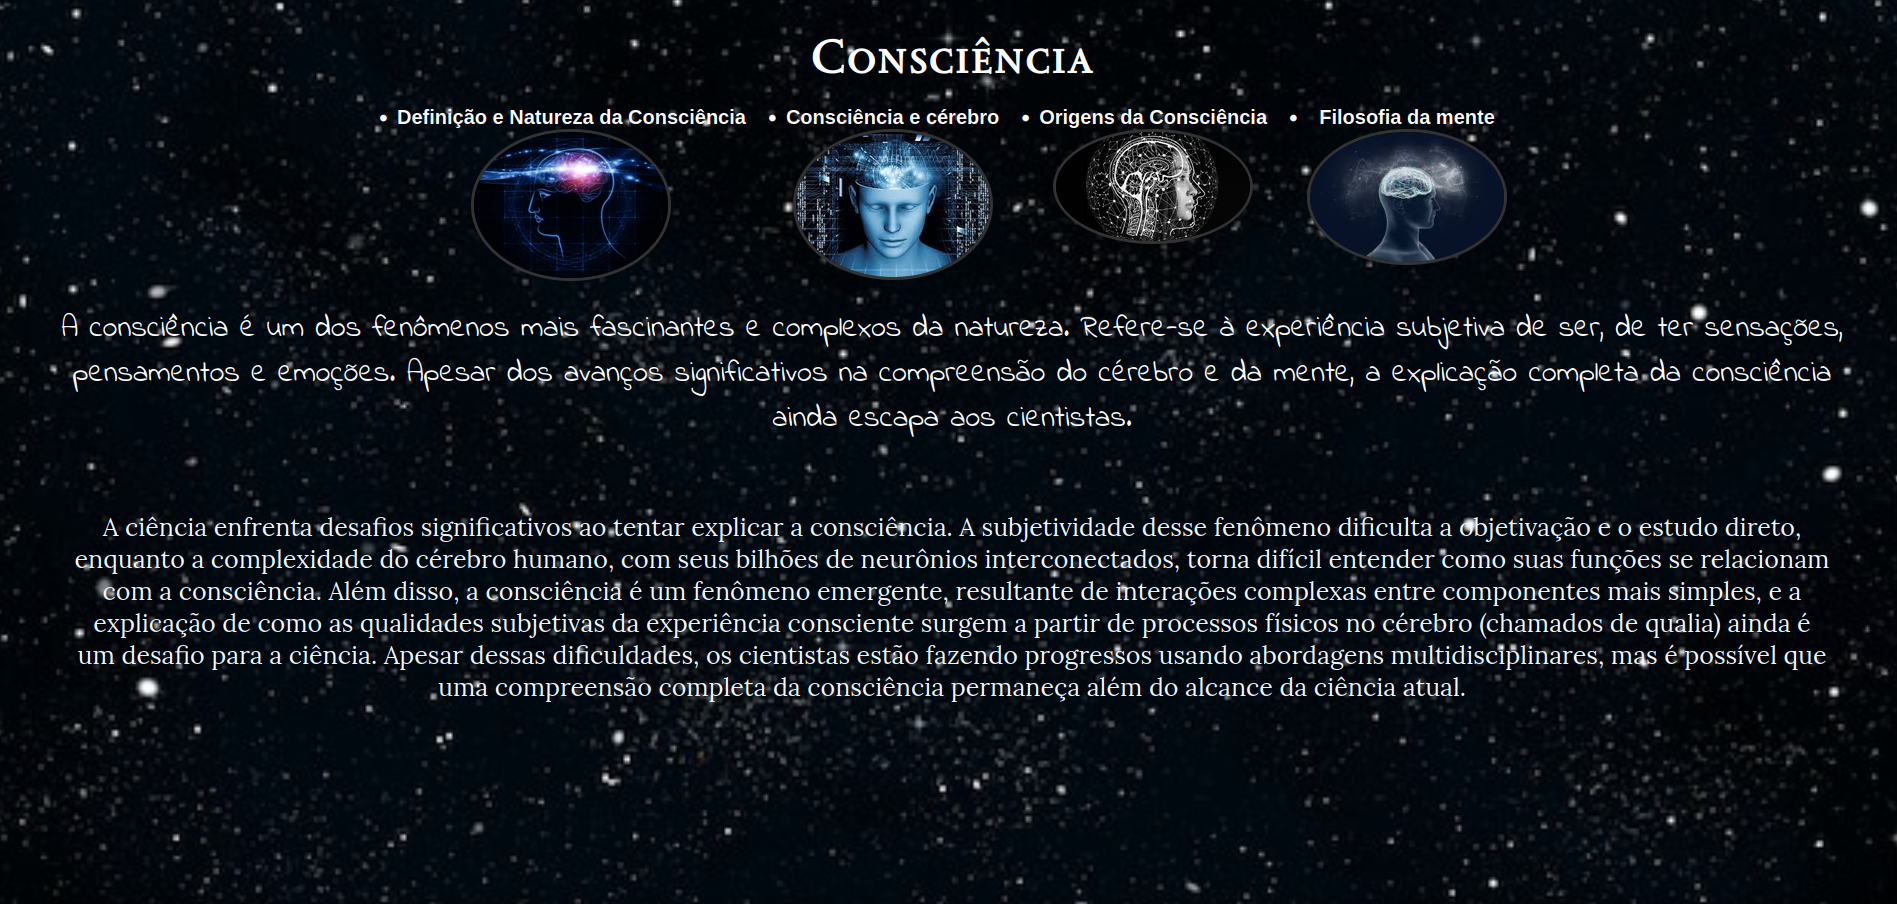 Consciência
• Definição e Natureza da Consciência • Consciência e cérebro • Origens da Consciência • Filosofia da mente
A consciência é um dos fenômenos mais fascinantes e complexos da natureza. Refere-se à experiência subjetiva de ser, de ter sensações,
pensamentos e emoções. Apesar dos avanços significativos na compreensão do cérebro e da mente, a explicação completa da consciência
ainda escapa aos cientistas.
A ciência enfrenta desafios significativos ao tentar explicar a consciência. A subjetividade desse fenômeno dificulta a objetivação e o estudo direto,
enquanto a complexidade do cérebro humano, com seus bilhões de neurônios interconectados, torna difícil entender como suas funções se relacionam
com a consciência. Além disso, a consciência é um fenômeno emergente, resultante de interações complexas entre componentes mais simples, e a
explicação de como as qualidades subjetivas da experiência consciente surgem a partir de processos físicos no cérebro (chamados de qualia) ainda é
um desafio para a ciência. Apesar dessas dificuldades, os cientistas estão fazendo progressos usando abordagens multidisciplinares, mas é possível que
uma compreensão completa da consciência permaneça além do alcance da ciência atual.